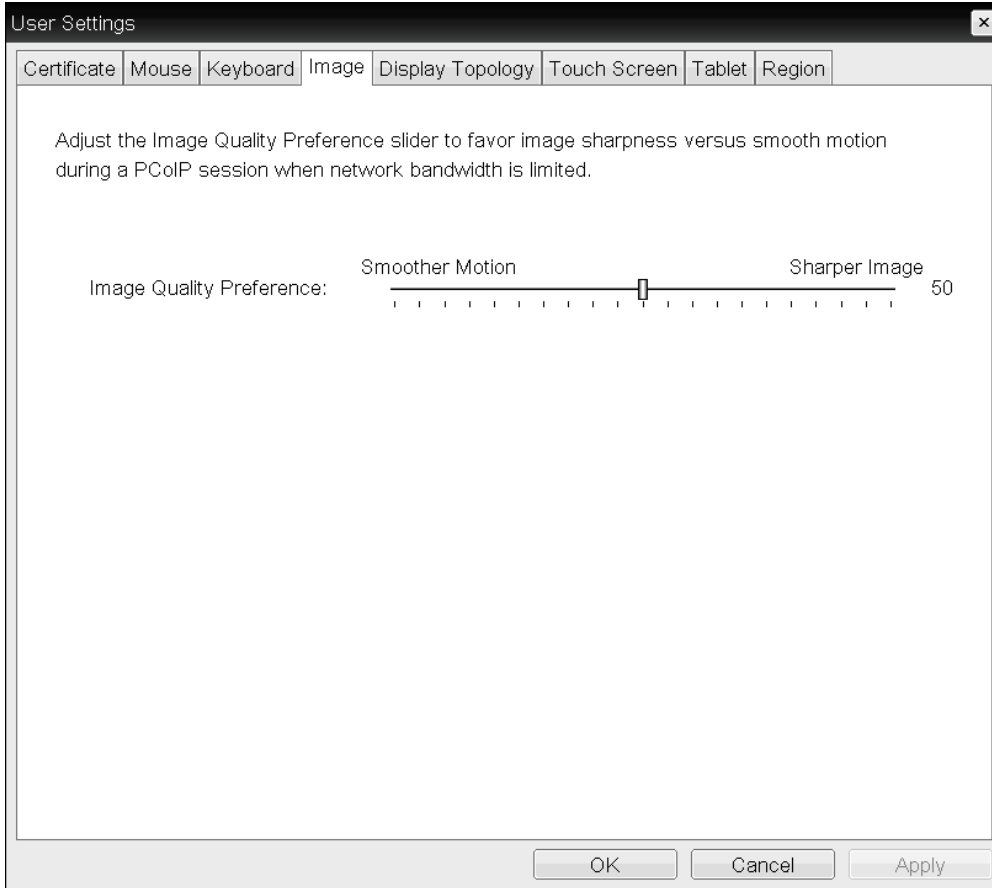 User Settings
Certificate Mouse Keyboard Image Display Topology Touch Screen Tablet Region
Adjust the Image Quality Preference slider to favor image sharpness versus smooth motion
during a PCoIP session when network bandwidth is limited.
Smoother Motion Sharper Image
Image Quality Preference: 50
OK Cancel Apply